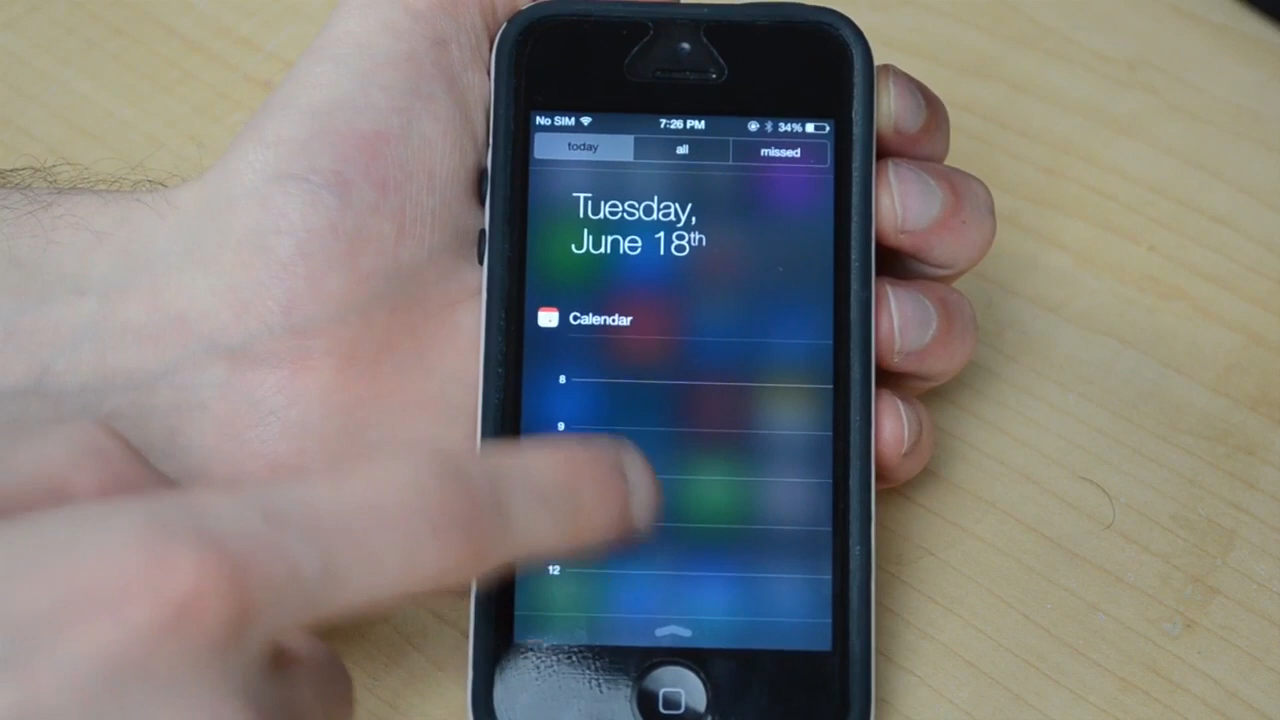 No SIM 7:26 PM 34%
today all missed
Tuesday,
June 18th
Calendar
8
9
12